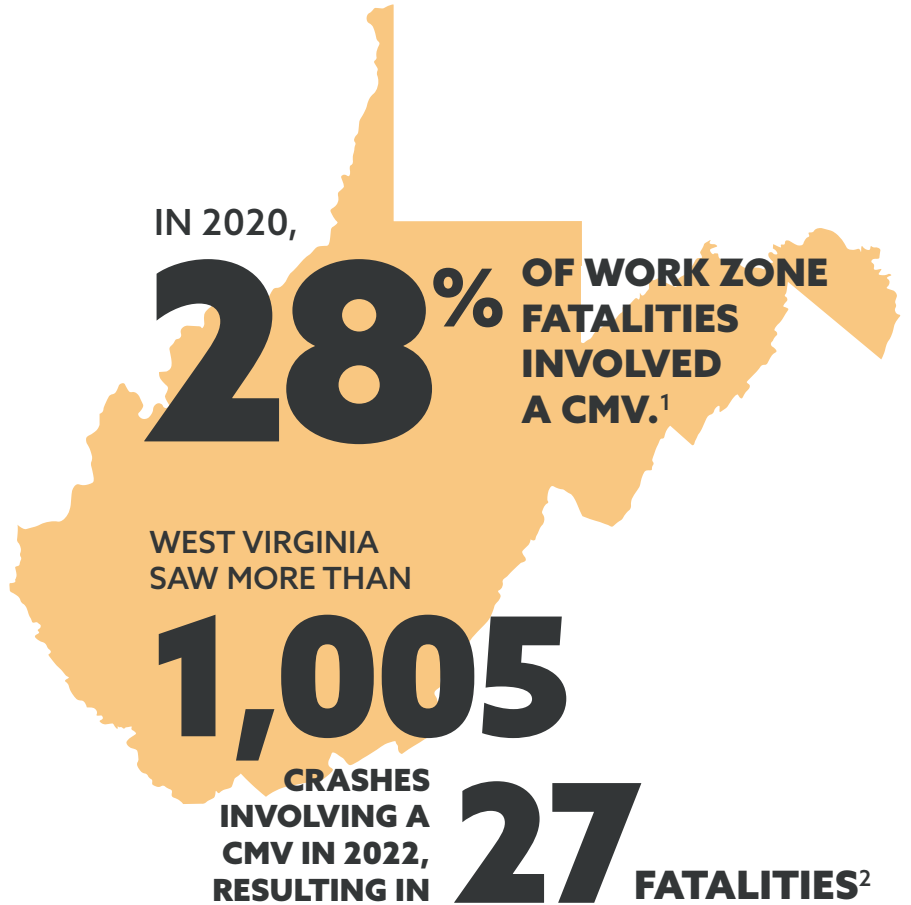 IN 2020,
28% OF WORK ZONE
FATALITIES
INVOLVED
A CMV.¹
WEST VIRGINIA
SAW MORE THAN
1,005
CRASHES
INVOLVING A
CMV IN 2022,
RESULTING IN
27 FATALITIES²